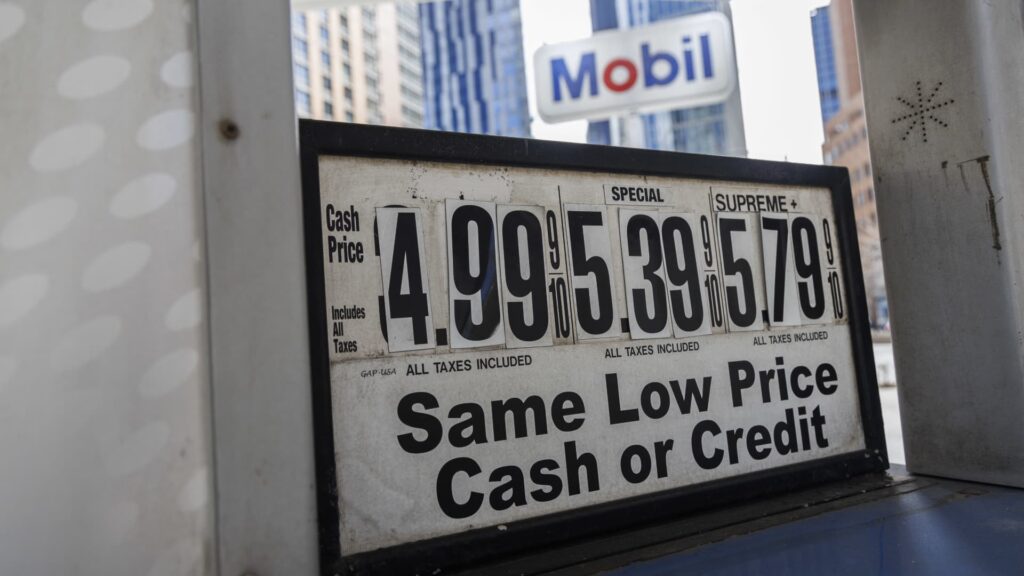 Mobil
SPECIAL
SUPREME +
Cash
Price
4.99 9/10
5.39 9/10
5.79 9/10
Includes
All
Taxes
GAP-USA
ALL TAXES INCLUDED
ALL TAXES INCLUDED
ALL TAXES INCLUDED
Same Low Price
Cash or Credit